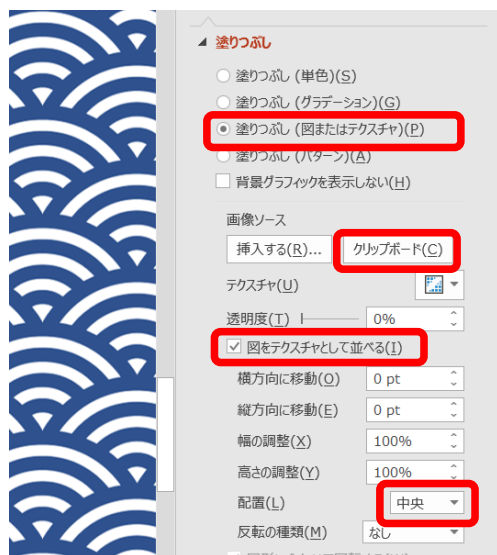 塗りつぶし
塗りつぶし (単色)(S)
塗りつぶし (グラデーション)(G)
塗りつぶし (図またはテクスチャ)(P)
塗りつぶし (パターン)(A)
背景グラフィックを表示しない(H)
画像ソース
挿入する(R)... クリップボード(C)
テクスチャ(U)
透明度(T) 0%
図をテクスチャとして並べる(I)
横方向に移動(O) 0 pt
縦方向に移動(E) 0 pt
幅の調整(X) 100%
高さの調整(Y) 100%
配置(L) 中央
反転の種類(M) なし